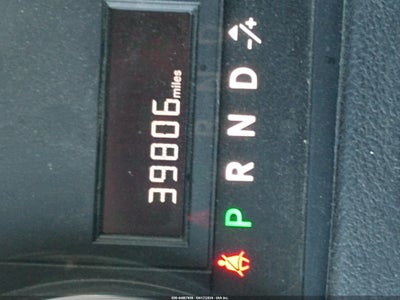 39806 miles
P R N D -/+